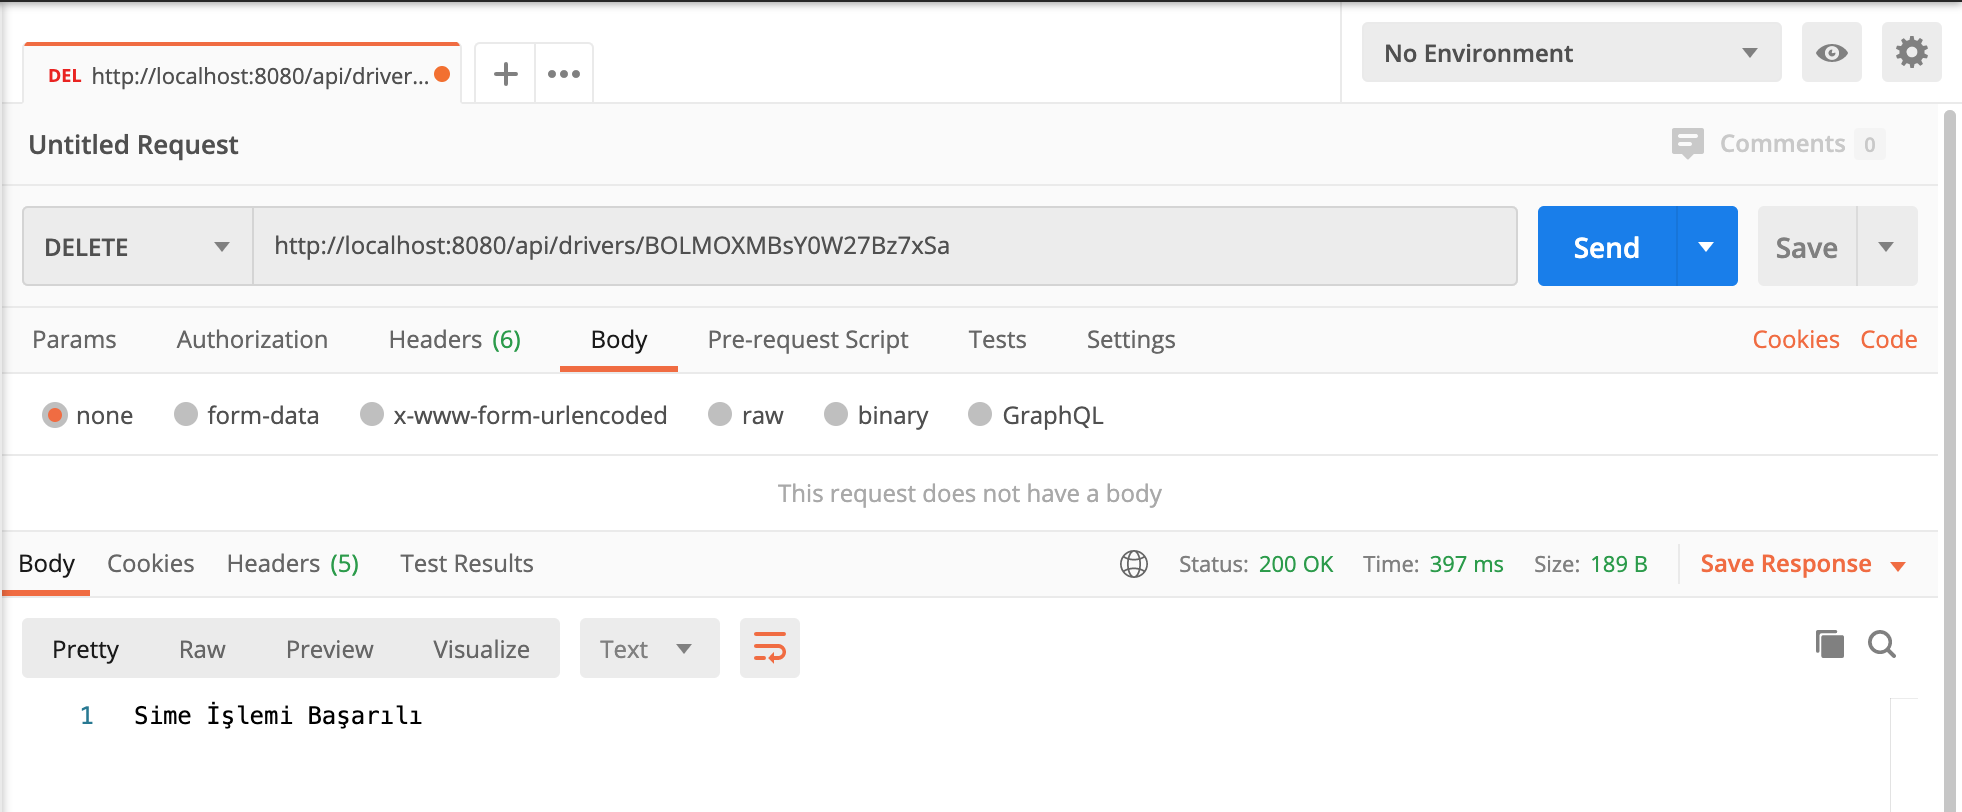 DEL http://localhost:8080/api/driver...
No Environment
Untitled Request
Comments 0
DELETE http://localhost:8080/api/drivers/BOLMOXMBsY0W27Bz7xSa Send Save
Params Authorization Headers (6) Body Pre-request Script Tests Settings Cookies Code
none form-data x-www-form-urlencoded raw binary GraphQL
This request does not have a body
Body Cookies Headers (5) Test Results Status: 200 OK Time: 397 ms Size: 189 B Save Response
Pretty Raw Preview Visualize Text
1 Sime İşlemi Başarılı